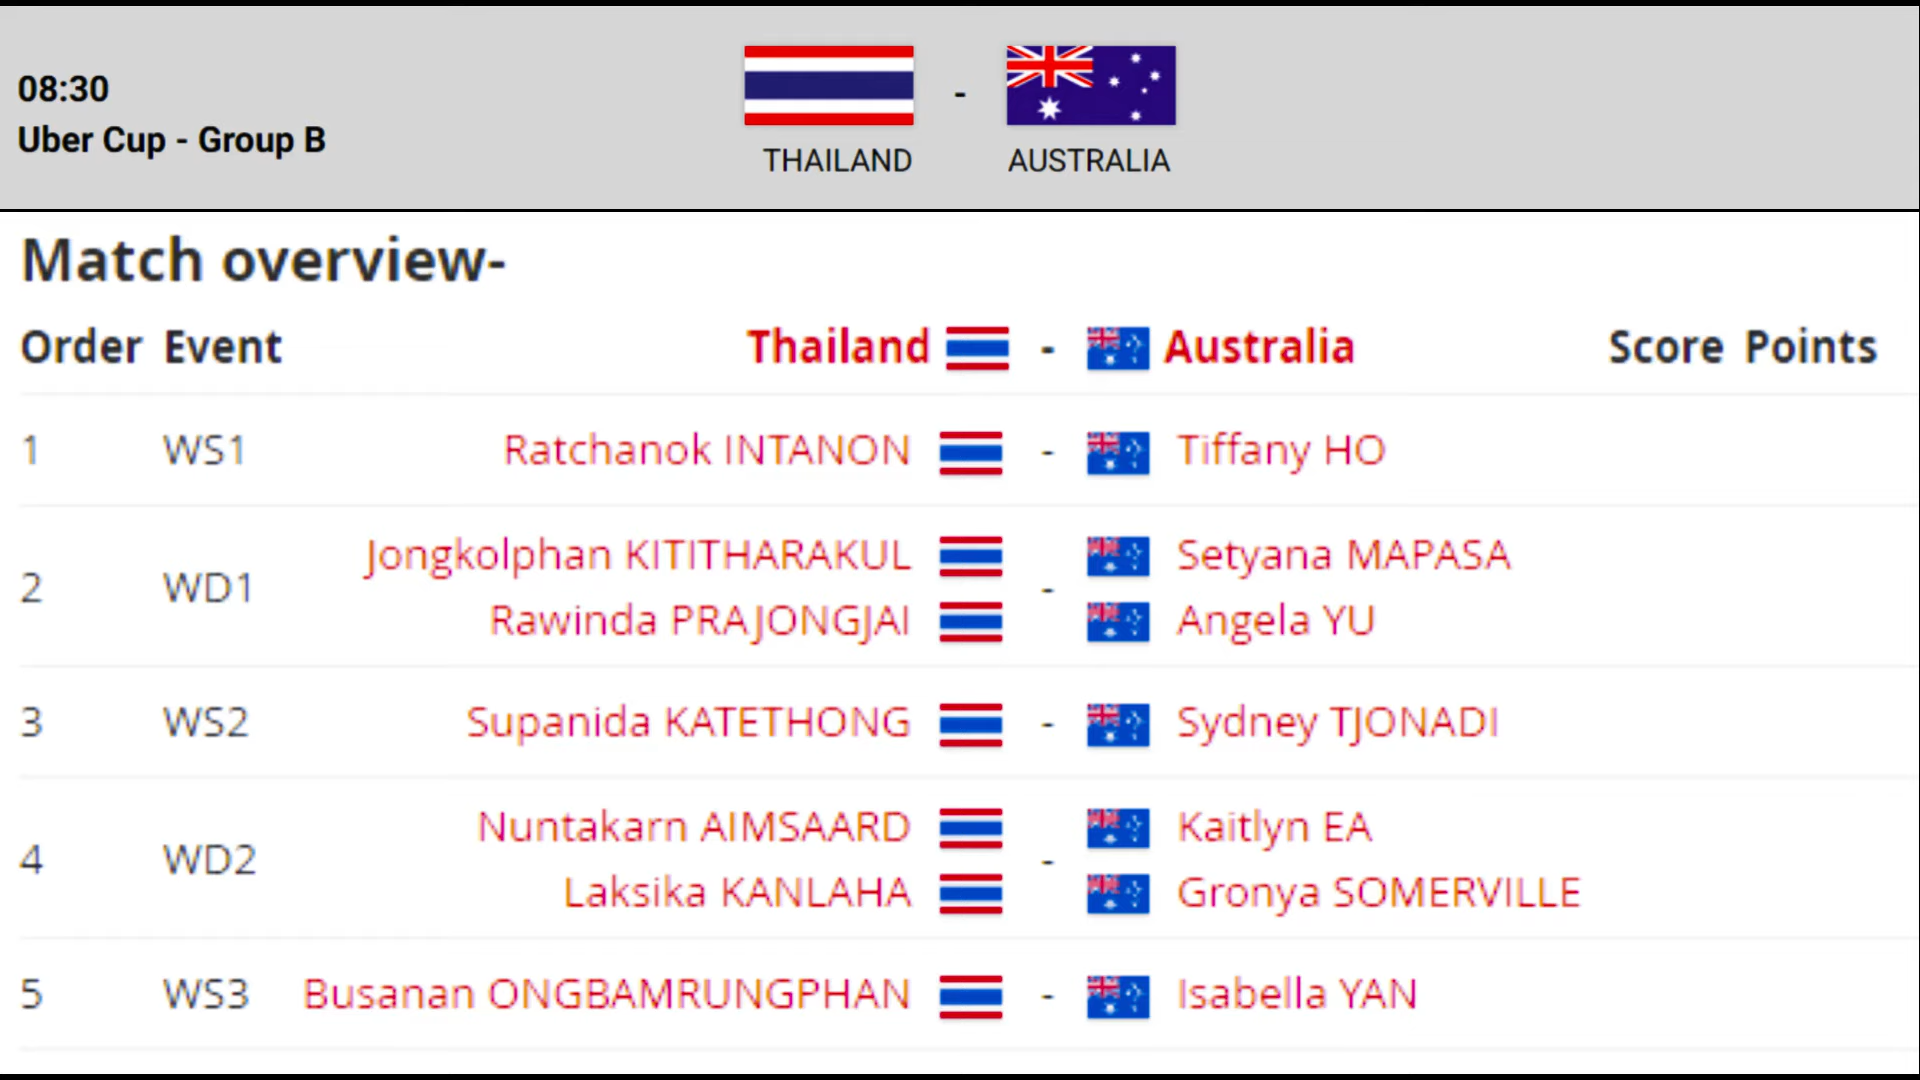 08:30
Uber Cup - Group B
THAILAND - AUSTRALIA
Match overview-
Order Event Thailand - Australia Score Points
1 WS1 Ratchanok INTANON - Tiffany HO
2 WD1 Jongkolphan KITITHARAKUL - Setyana MAPASA
Rawinda PRAJONGJAI Angela YU
3 WS2 Supanida KATETHONG - Sydney TJONADI
4 WD2 Nuntakarn AIMSAARD - Kaitlyn EA
Laksika KANLAHA Gronya SOMERVILLE
5 WS3 Busanan ONGBAMRUNGPHAN - Isabella YAN